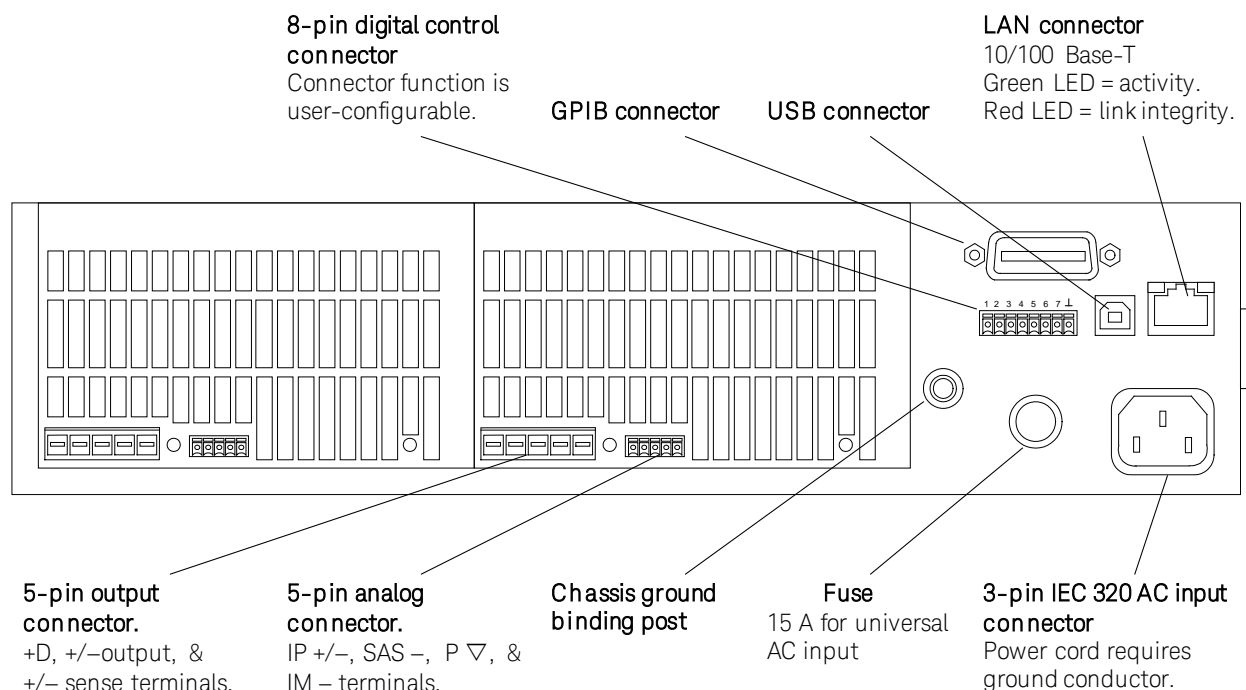 8-pin digital control
connector
Connector function is
user-configurable.
GPIB connector
USB connector
LAN connector
10/100 Base-T
Green LED = activity.
Red LED = link integrity.
1 2 3 4 5 6 7 ⊥
5-pin output
connector.
+D, +/–output, &
+/– sense terminals.
5-pin analog
connector.
IP +/–, SAS –, P ▽, &
IM – terminals.
Chassis ground
binding post
Fuse
15 A for universal
AC input
3-pin IEC 320 AC input
connector
Power cord requires
ground conductor.